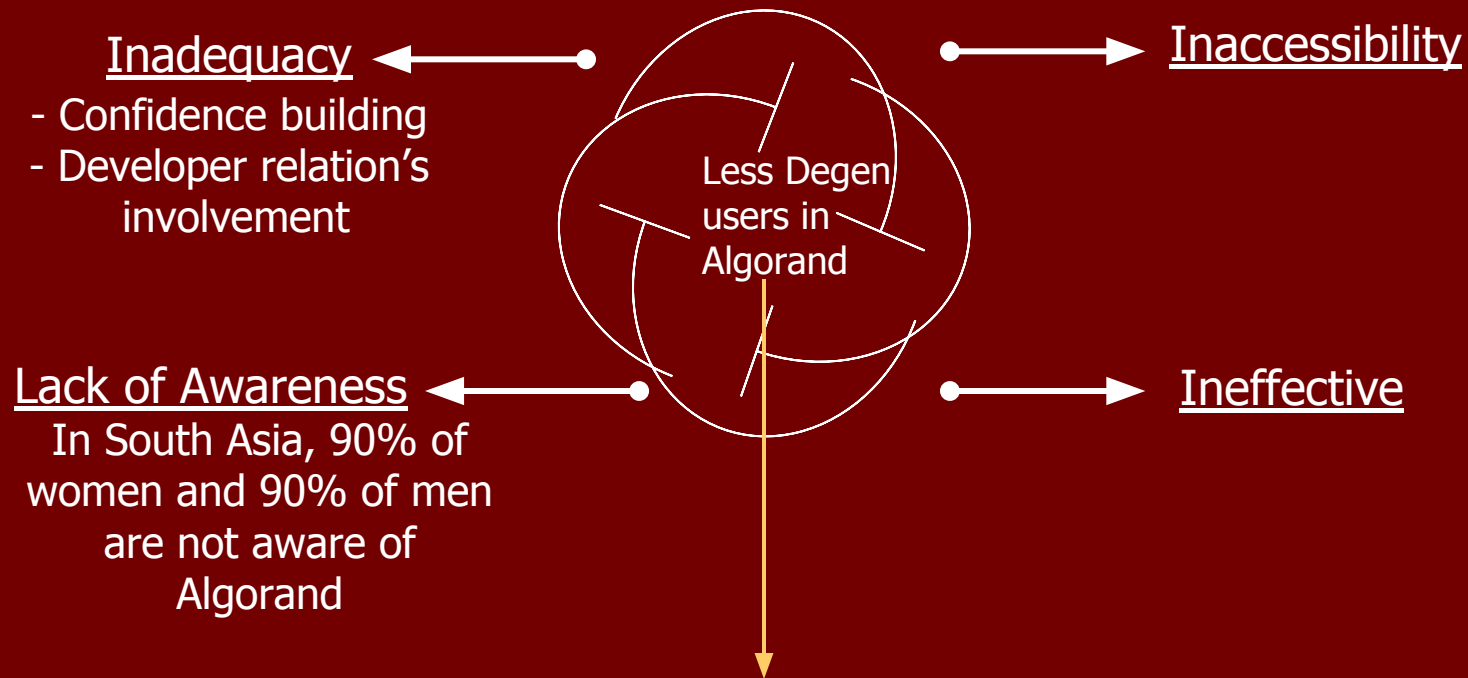 Inadequacy
- Confidence building
- Developer relation’s
involvement
Inaccessibility
Less Degen
users in
Algorand
Lack of Awareness
In South Asia, 90% of
women and 90% of men
are not aware of
Algorand
Ineffective